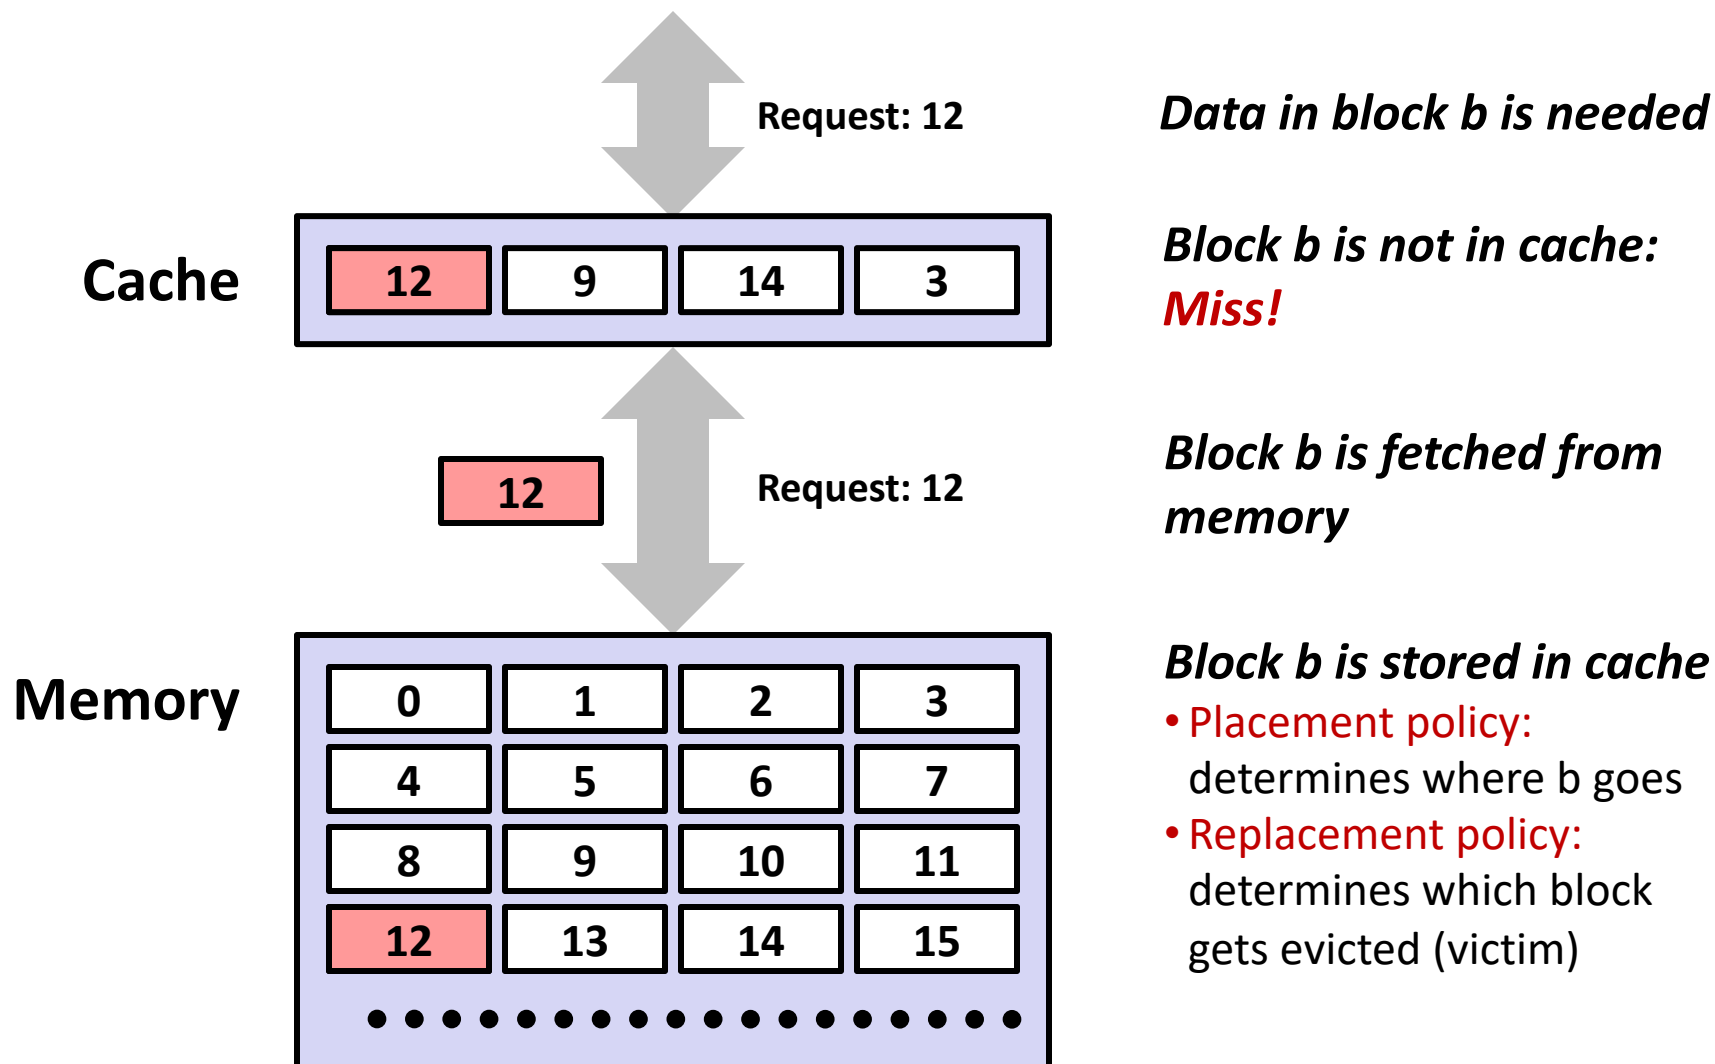 Request: 12
Data in block b is needed
Cache
12 9 14 3
Block b is not in cache:
Miss!
12
Request: 12
Block b is fetched from
memory
Memory
0 1 2 3
4 5 6 7
8 9 10 11
12 13 14 15
Block b is stored in cache
• Placement policy:
determines where b goes
• Replacement policy:
determines which block
gets evicted (victim)